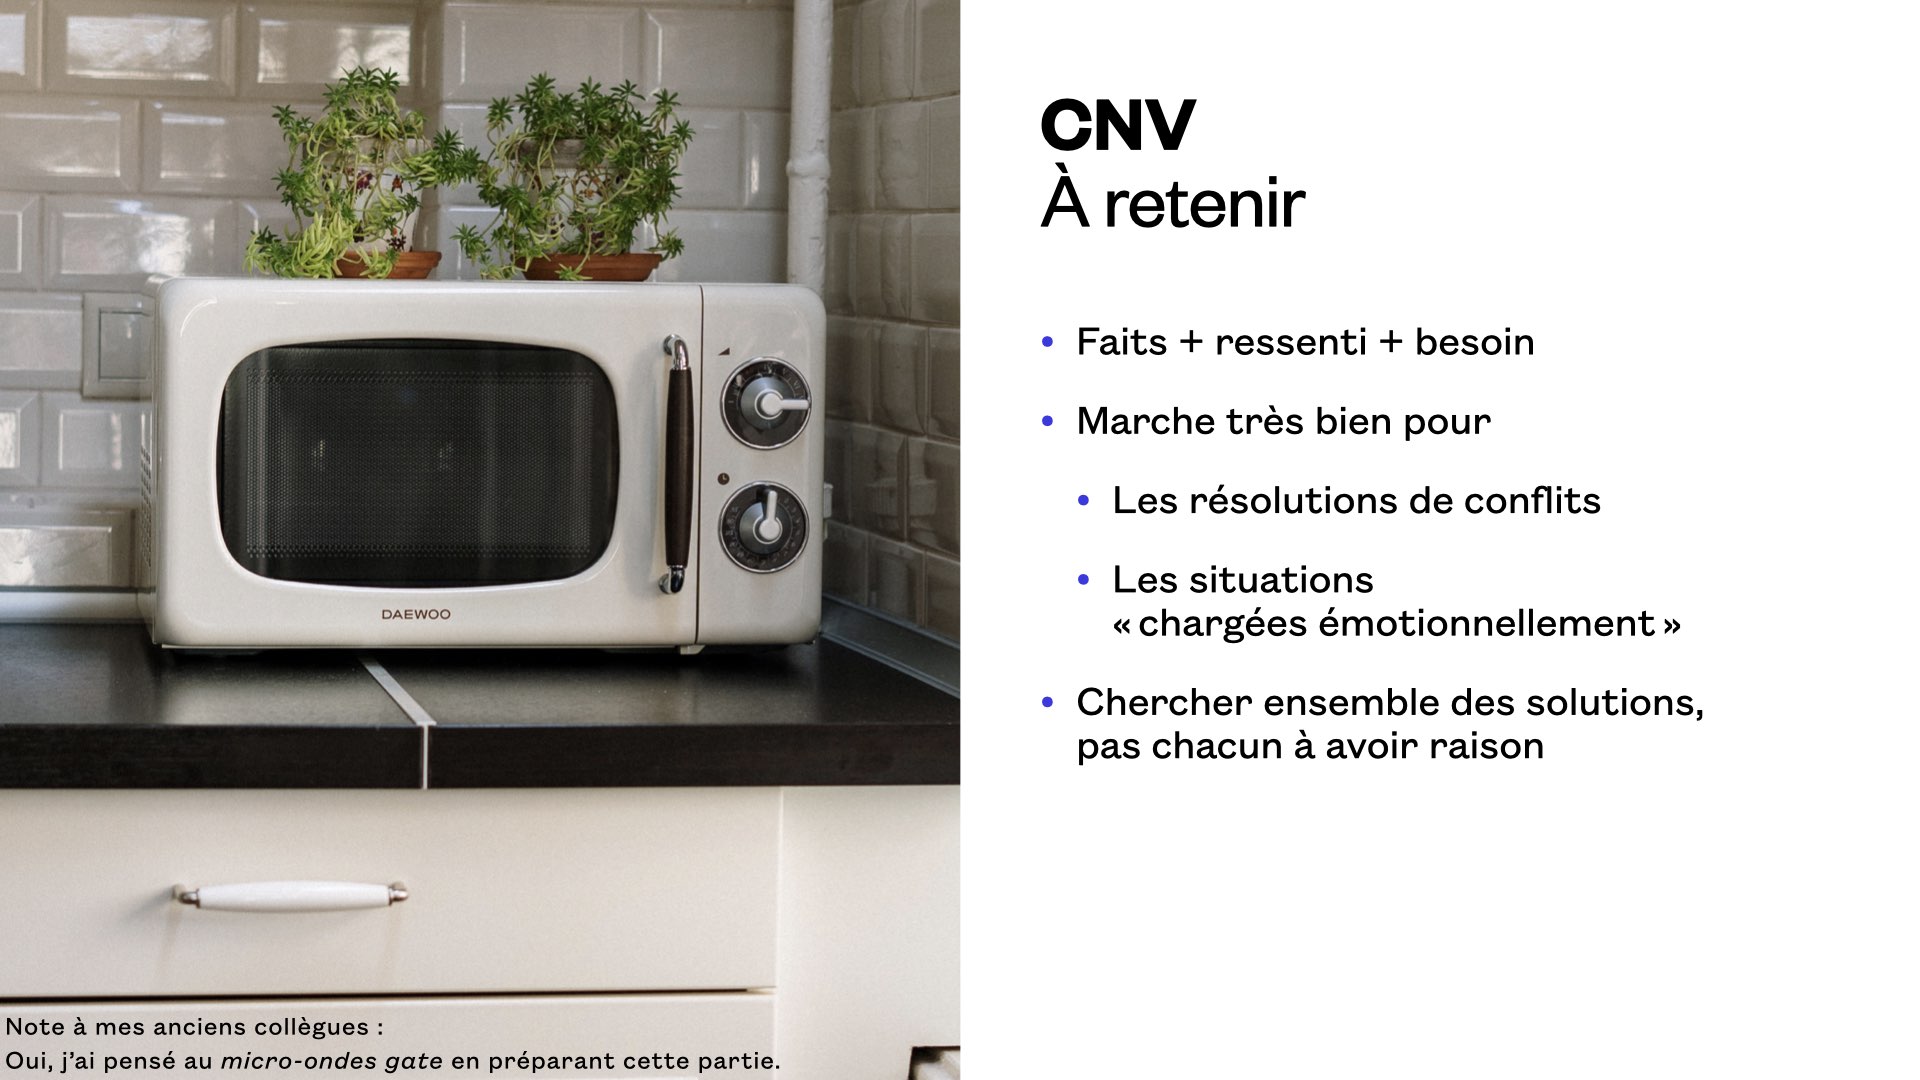 CNV
À retenir
• Faits + ressenti + besoin
• Marche très bien pour
• Les résolutions de conflits
• Les situations
« chargées émotionnellement »
• Chercher ensemble des solutions,
pas chacun à avoir raison
DAEWOO
Note à mes anciens collègues :
Oui, j’ai pensé au micro-ondes gate en préparant cette partie.